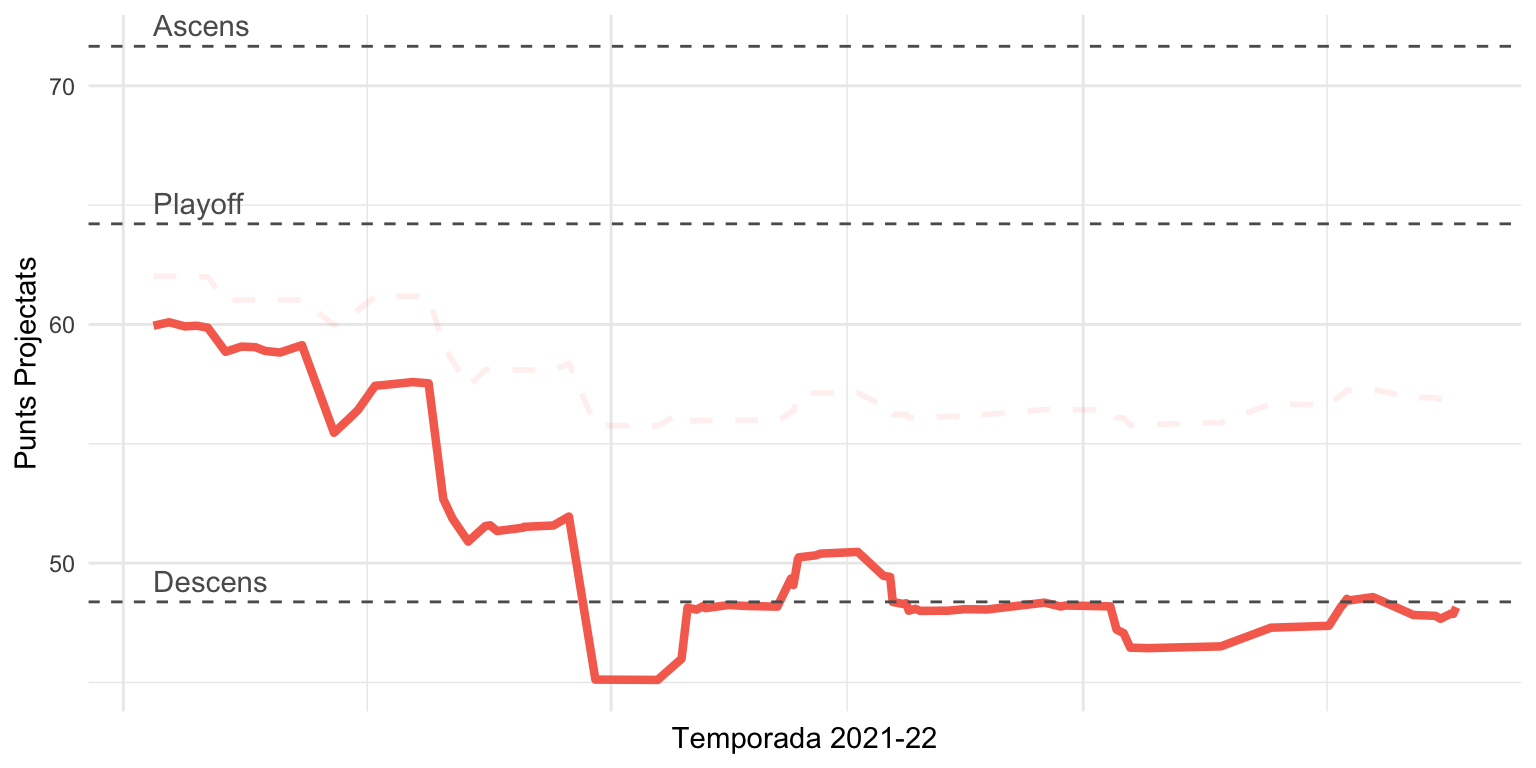 Ascens
70
Playoff
Punts Projectats
60
50
Descens
Temporada 2021-22